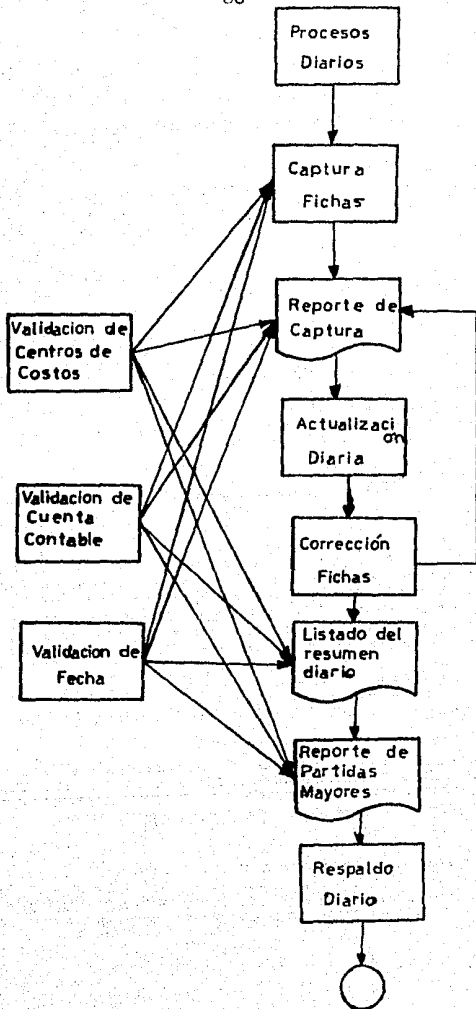 Procesos
Diarios
Captura
Fichas
Reporte de
Captura
Validacion de
Centros de
Costos
Actualizaci
ón
Diaria
Validacion de
Cuenta
Contable
Corrección
Fichas
Validacion de
Fecha
Listado del
resumen
diario
Reporte de
Partidas
Mayores
Respaldo
Diario